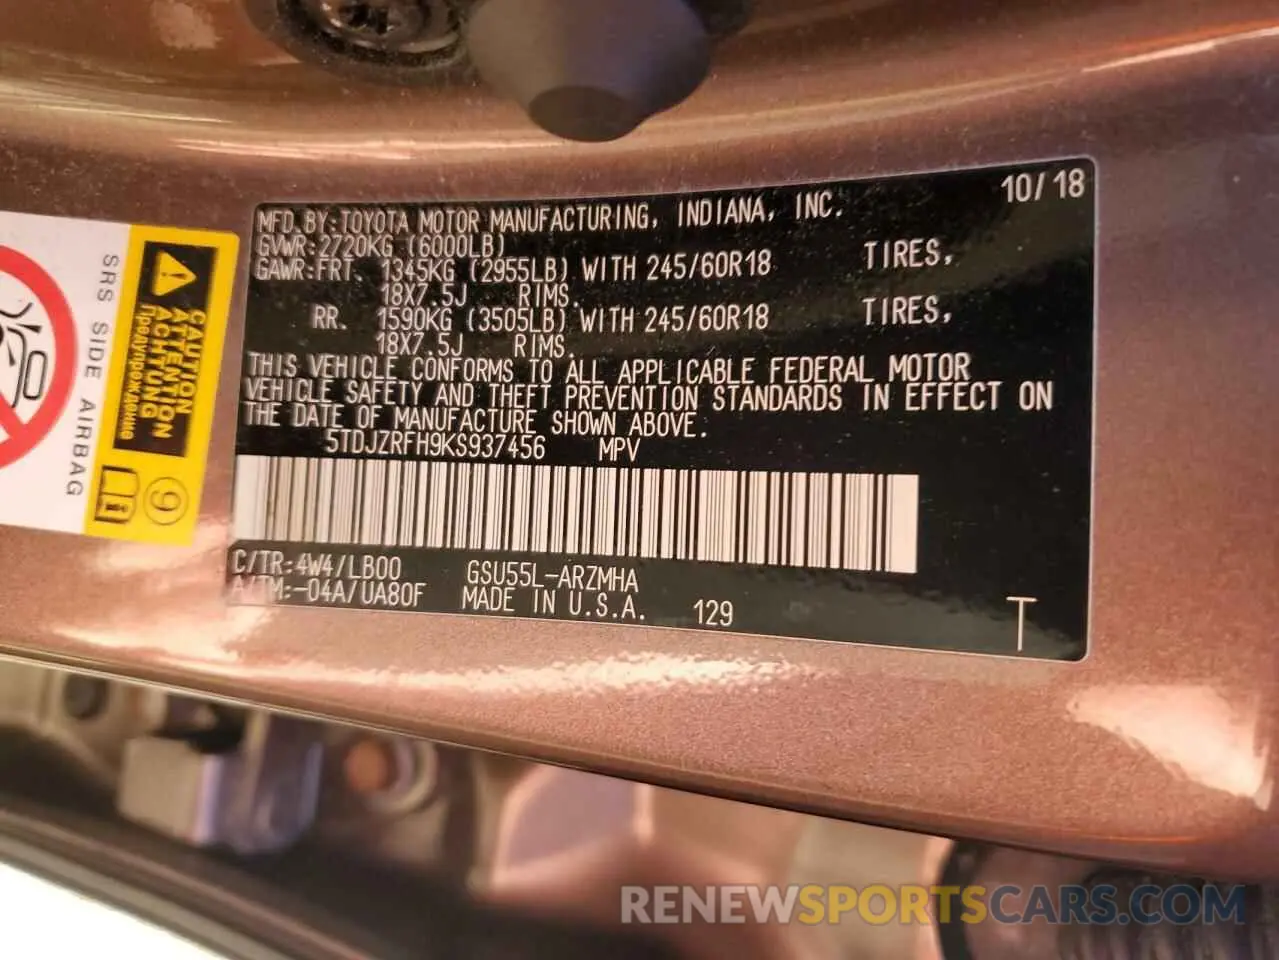 10/18
MFD.BY:TOYOTA MOTOR MANUFACTURING, INDIANA, INC.
GVWR:2720KG (6000LB)
GAWR:FRT. 1345KG (2955LB) WITH 245/60R18 TIRES,
18X7.5J RIMS.
RR. 1590KG (3505LB) WITH 245/60R18 TIRES,
18X7.5J RIMS.
THIS VEHICLE CONFORMS TO ALL APPLICABLE FEDERAL MOTOR
VEHICLE SAFETY AND THEFT PREVENTION STANDARDS IN EFFECT ON
THE DATE OF MANUFACTURE SHOWN ABOVE.
5TDJZRFH9KS937456 MPV
C/TR:4W4/LB00 GSU55L-ARZMHA
A/TM:-04A/UA80F MADE IN U.S.A. 129
T
SRS SIDE AIRBAG
CAUTION
ATTENTION
ACHTUNG
Предупреждение
9
RENEWSPORTSCARS.COM